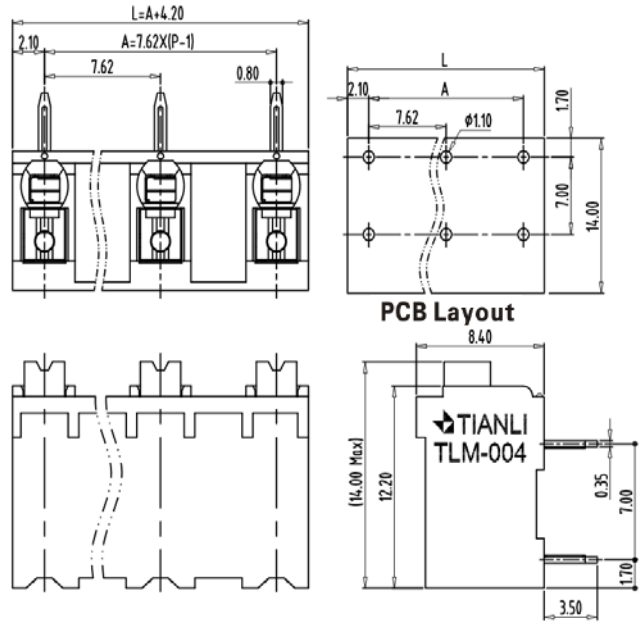 L=A+4.20
2.10
A=7.62X(P-1)
7.62
0.80
L
2.10
A
1.70
7.62
ϕ1.10
7.00
14.00
PCB Layout
8.40
(14.00 Max)
12.20
TIANLI
TLM-004
0.35
7.00
1.70
3.50